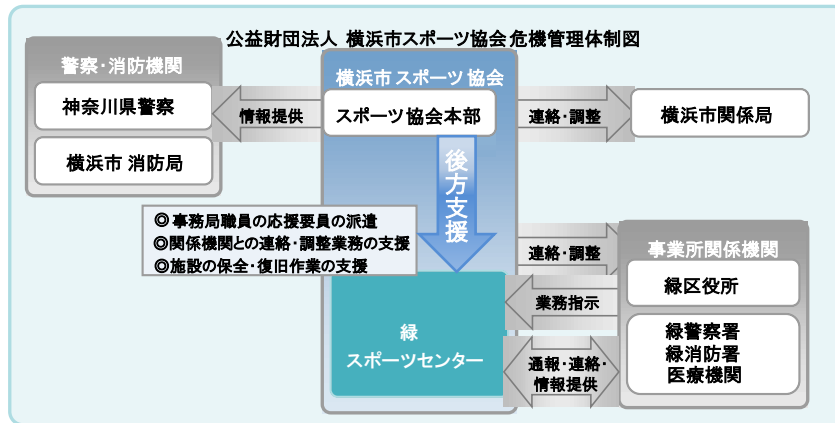 公益財団法人 横浜市スポーツ協会 危機管理体制図
警察・消防機関
神奈川県警察
横浜市 消防局
情報提供
横浜市 スポーツ 協会
スポーツ協会本部
連絡・調整
横浜市関係局
後方支援
◎事務局職員の応援要員の派遣
◎関係機関との連絡・調整業務の支援
◎施設の保全・復旧作業の支援
緑
スポーツセンター
連絡・調整
業務指示
通報・連絡・
情報提供
事業所関係機関
緑区役所
緑警察署
緑消防署
医療機関